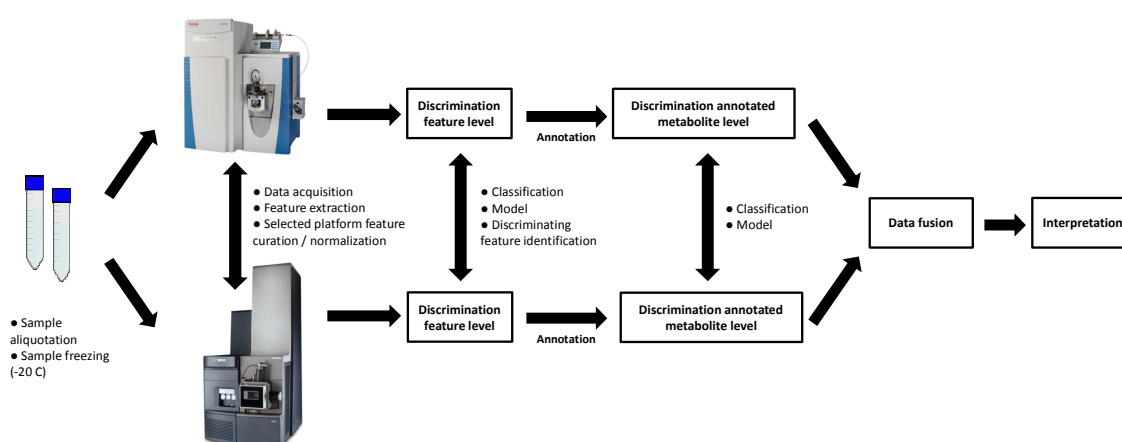 ● Sample
aliquotation
● Sample freezing
(-20 C)
● Data acquisition
● Feature extraction
● Selected platform feature
curation / normalization
Discrimination
feature level
Annotation
Discrimination annotated
metabolite level
● Classification
● Model
● Discriminating
feature identification
● Classification
● Model
Discrimination
feature level
Annotation
Discrimination annotated
metabolite level
Data fusion
Interpretation